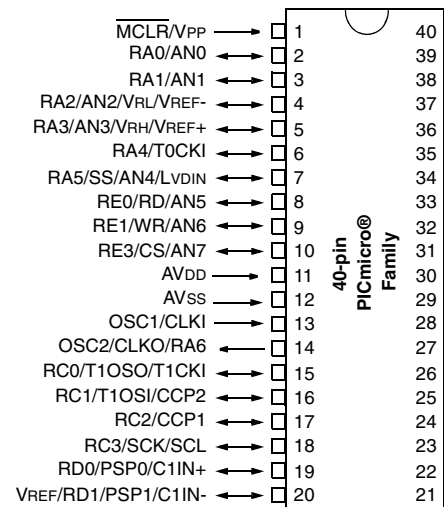 MCLR/VPP 1 40
RA0/AN0 2 39
RA1/AN1 3 38
RA2/AN2/VRL/VREF- 4 37
RA3/AN3/VRH/VREF+ 5 36
RA4/T0CKI 6 35
RA5/SS/AN4/LVDIN 7 34
RE0/RD/AN5 8 33
RE1/WR/AN6 9 32
RE3/CS/AN7 10 31
AVDD 11 30
AVSS 12 29
OSC1/CLKI 13 28
OSC2/CLKO/RA6 14 27
RC0/T1OSO/T1CKI 15 26
RC1/T1OSI/CCP2 16 25
RC2/CCP1 17 24
RC3/SCK/SCL 18 23
RD0/PSP0/C1IN+ 19 22
VREF/RD1/PSP1/C1IN- 20 21
40-pin
PICmicro®
Family